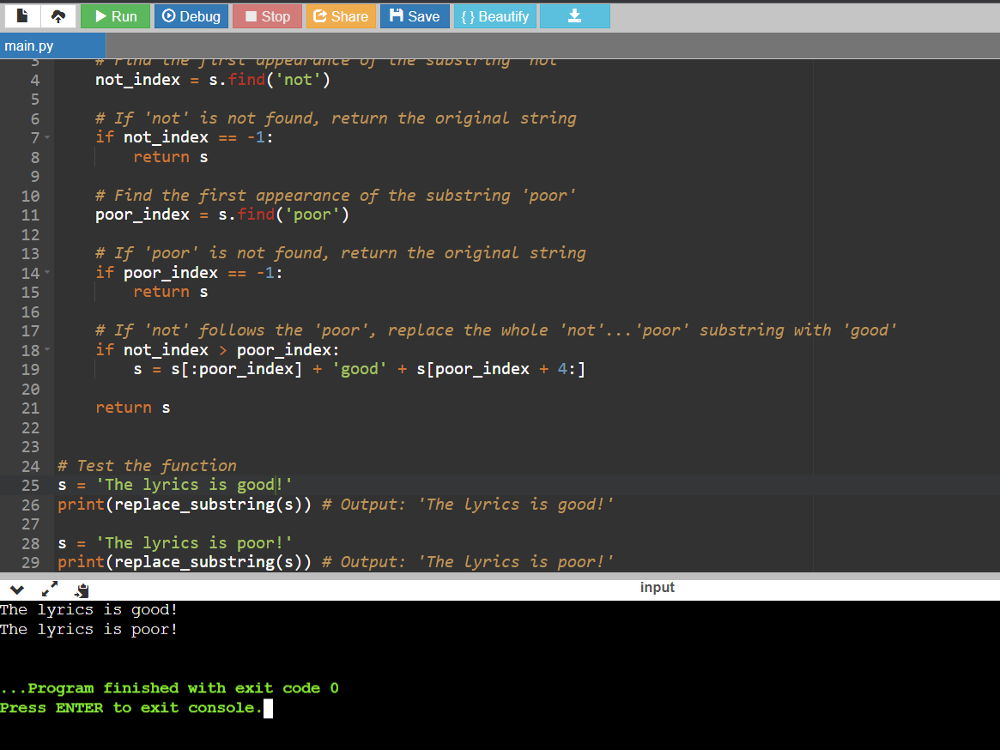 Run Debug Stop Share Save { } Beautify
main.py
3 # Find the first appearance of the substring 'not'
4 not_index = s.find('not')
5
6 # If 'not' is not found, return the original string
7 if not_index == -1:
8 return s
9
10 # Find the first appearance of the substring 'poor'
11 poor_index = s.find('poor')
12
13 # If 'poor' is not found, return the original string
14 if poor_index == -1:
15 return s
16
17 # If 'not' follows the 'poor', replace the whole 'not'...'poor' substring with 'good'
18 if not_index > poor_index:
19 s = s[:poor_index] + 'good' + s[poor_index + 4:]
20
21 return s
22
23
24 # Test the function
25 s = 'The lyrics is good!'
26 print(replace_substring(s)) # Output: 'The lyrics is good!'
27
28 s = 'The lyrics is poor!'
29 print(replace_substring(s)) # Output: 'The lyrics is poor!'
input
The lyrics is good!
The lyrics is poor!
...Program finished with exit code 0
Press ENTER to exit console.